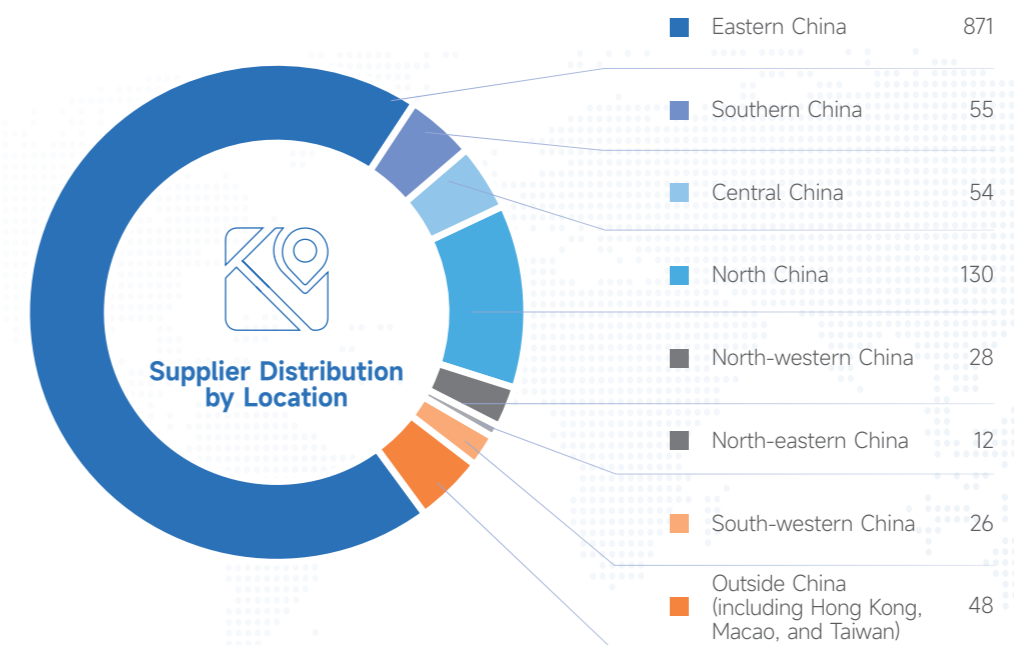 Supplier Distribution
by Location
Eastern China 871
Southern China 55
Central China 54
North China 130
North-western China 28
North-eastern China 12
South-western China 26
Outside China
(including Hong Kong, 48
Macao, and Taiwan)